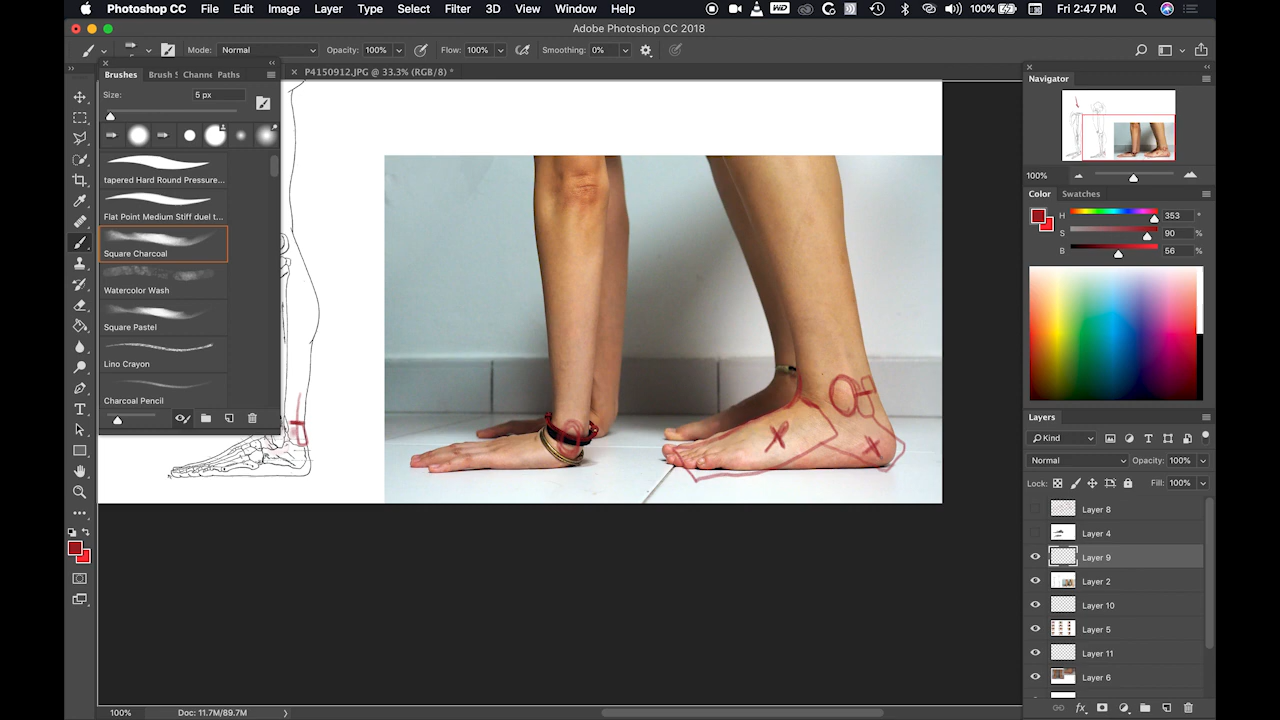 Photoshop CC File Edit Image Layer Type Select Filter 3D View Window Help 100% Fri 2:47 PM
Adobe Photoshop CC 2018
Mode: Normal Opacity: 100% Flow: 100% Smoothing: 0%
Brushes Brush S Channe Paths
P4150912.JPG @ 33.3% (RGB/8) *
Size: 5 px
tapered Hard Round Pressure...
Flat Point Medium Stiff duel t...
Square Charcoal
Watercolor Wash
Square Pastel
Lino Crayon
Charcoal Pencil
Navigator
100%
Color Swatches
H 353 °
S 90 %
B 56 %
Layers
Kind
Normal Opacity: 100%
Lock: Fill: 100%
Layer 8
Layer 4
Layer 9
Layer 2
Layer 10
Layer 5
Layer 11
Layer 6
100% Doc: 11.7M/89.7M